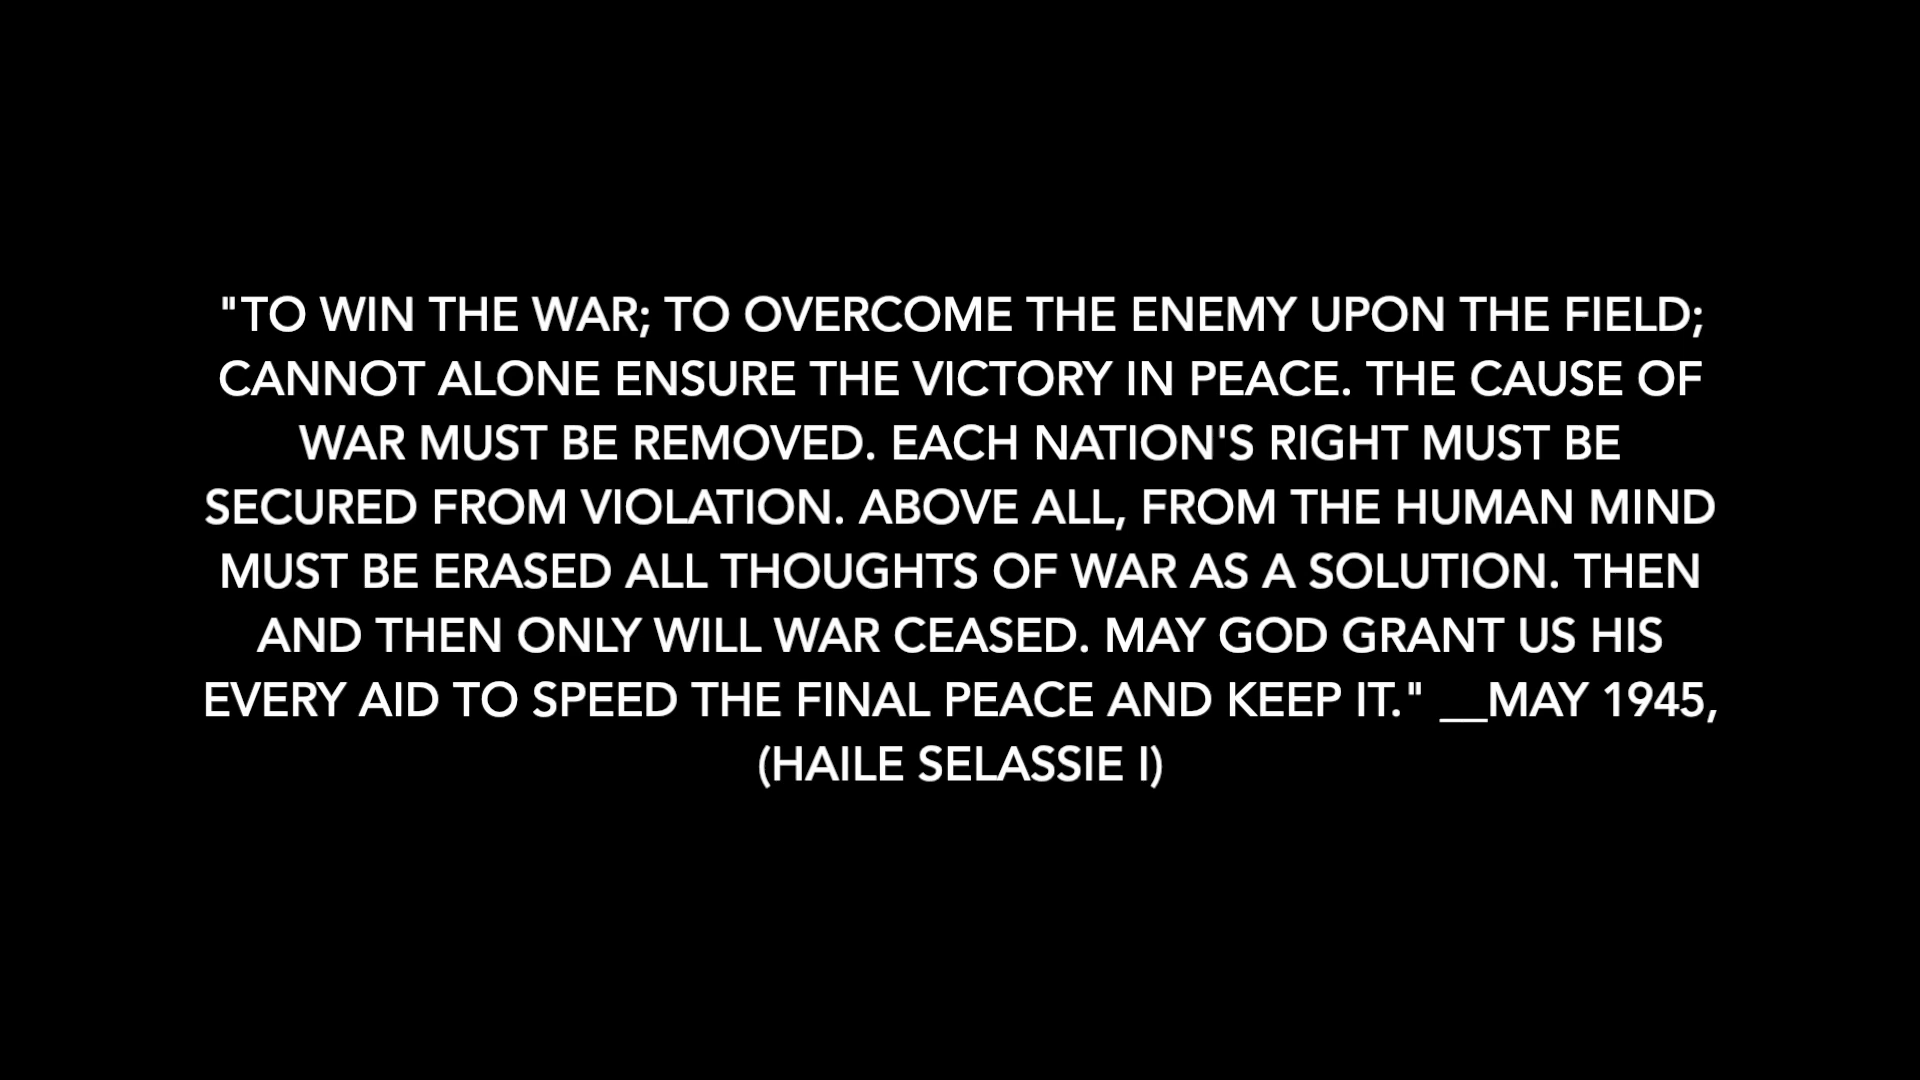 "TO WIN THE WAR; TO OVERCOME THE ENEMY UPON THE FIELD;
CANNOT ALONE ENSURE THE VICTORY IN PEACE. THE CAUSE OF
WAR MUST BE REMOVED. EACH NATION'S RIGHT MUST BE
SECURED FROM VIOLATION. ABOVE ALL, FROM THE HUMAN MIND
MUST BE ERASED ALL THOUGHTS OF WAR AS A SOLUTION. THEN
AND THEN ONLY WILL WAR CEASED. MAY GOD GRANT US HIS
EVERY AID TO SPEED THE FINAL PEACE AND KEEP IT." __MAY 1945,
(HAILE SELASSIE I)